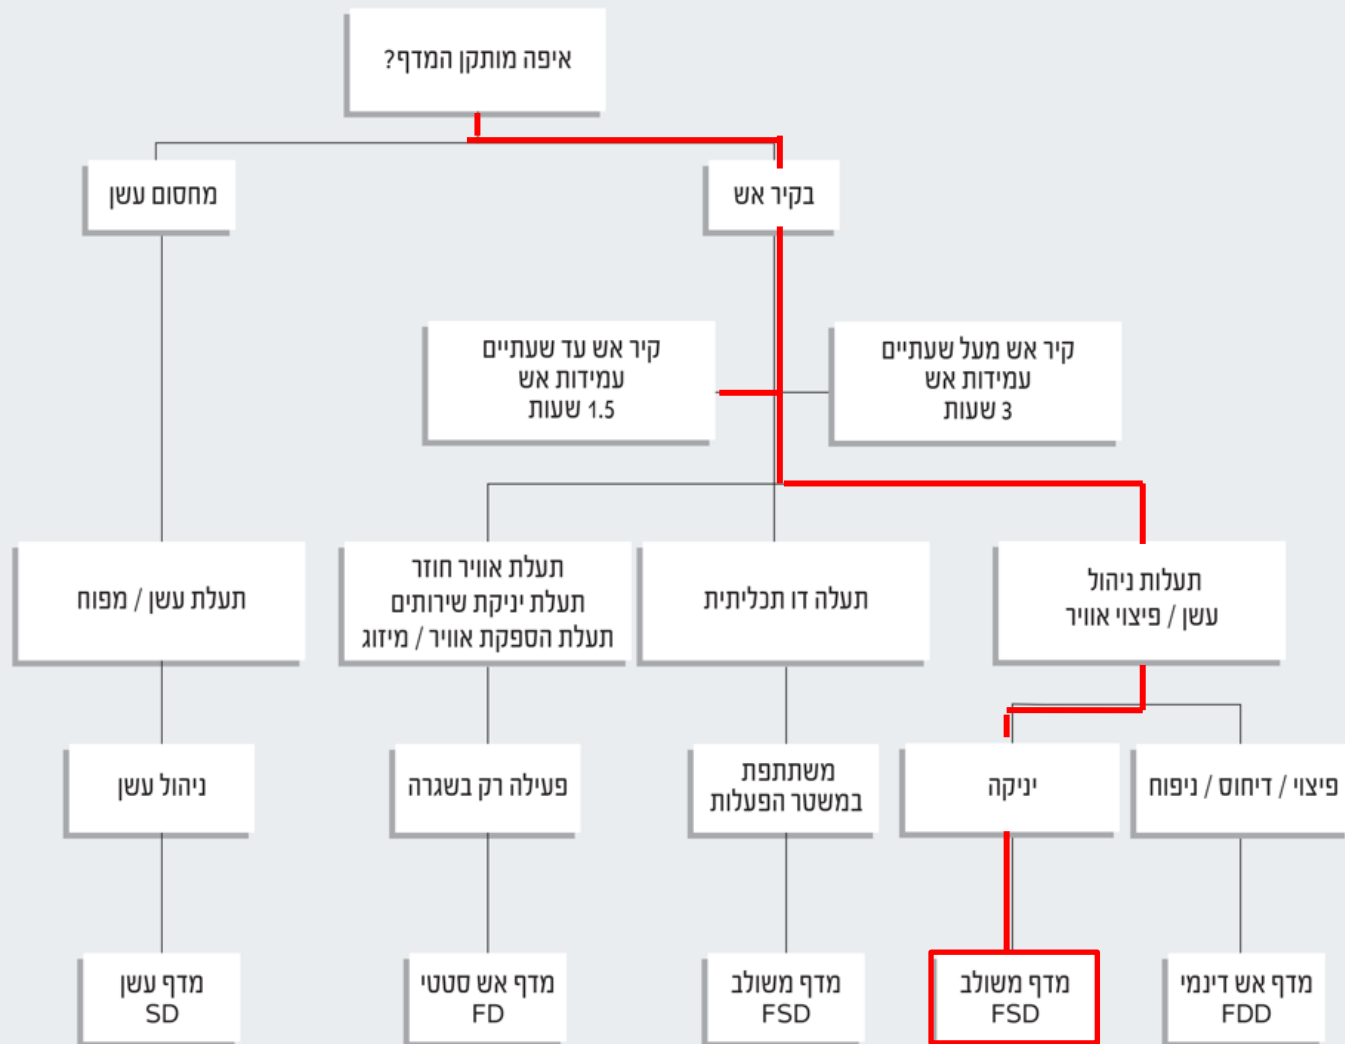 איפה מותקן המדף?
בקיר אש
מחסום עשן
קיר אש מעל שעתיים
עמידות אש
3 שעות
קיר אש עד שעתיים
עמידות אש
1.5 שעות
תעלות ניהול
עשן / פיצוי אוויר
תעלה דו תכליתית
תעלת אוויר חוזר
תעלת יניקת שירותים
תעלת הספקת אוויר / מיזוג
תעלת עשן / מפוח
פיצוי / דיחוס / ניפוח
יניקה
משתתפת
במשטר הפעלות
פעילה רק בשגרה
ניהול עשן
מדף אש דינמי
FDD
מדף משולב
FSD
מדף משולב
FSD
מדף אש סטטי
FD
מדף עשן
SD